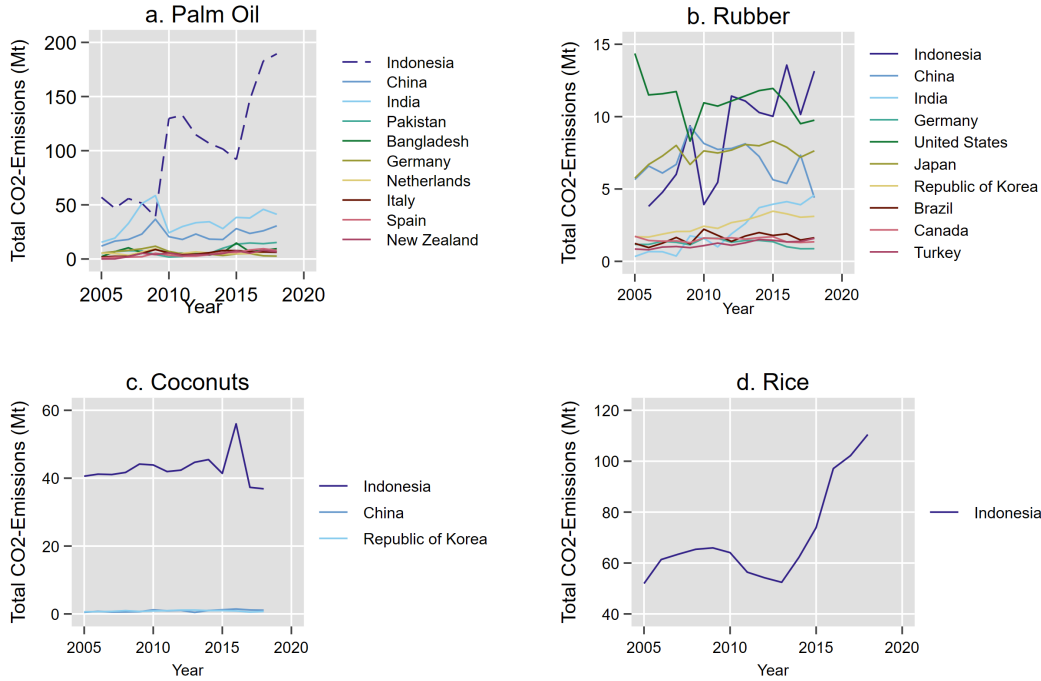 a. Palm Oil
Total CO2-Emissions (Mt)
200
150
100
50
0
2005
2010
2015
2020
Year
Indonesia
China
India
Pakistan
Bangladesh
Germany
Netherlands
Italy
Spain
New Zealand
b. Rubber
Total CO2-Emissions (Mt)
15
10
5
0
2005
2010
2015
2020
Year
Indonesia
China
India
Germany
United States
Japan
Republic of Korea
Brazil
Canada
Turkey
c. Coconuts
Total CO2-Emissions (Mt)
60
40
20
0
2005
2010
2015
2020
Year
Indonesia
China
Republic of Korea
d. Rice
Total CO2-Emissions (Mt)
120
100
80
60
40
2005
2010
2015
2020
Year
Indonesia